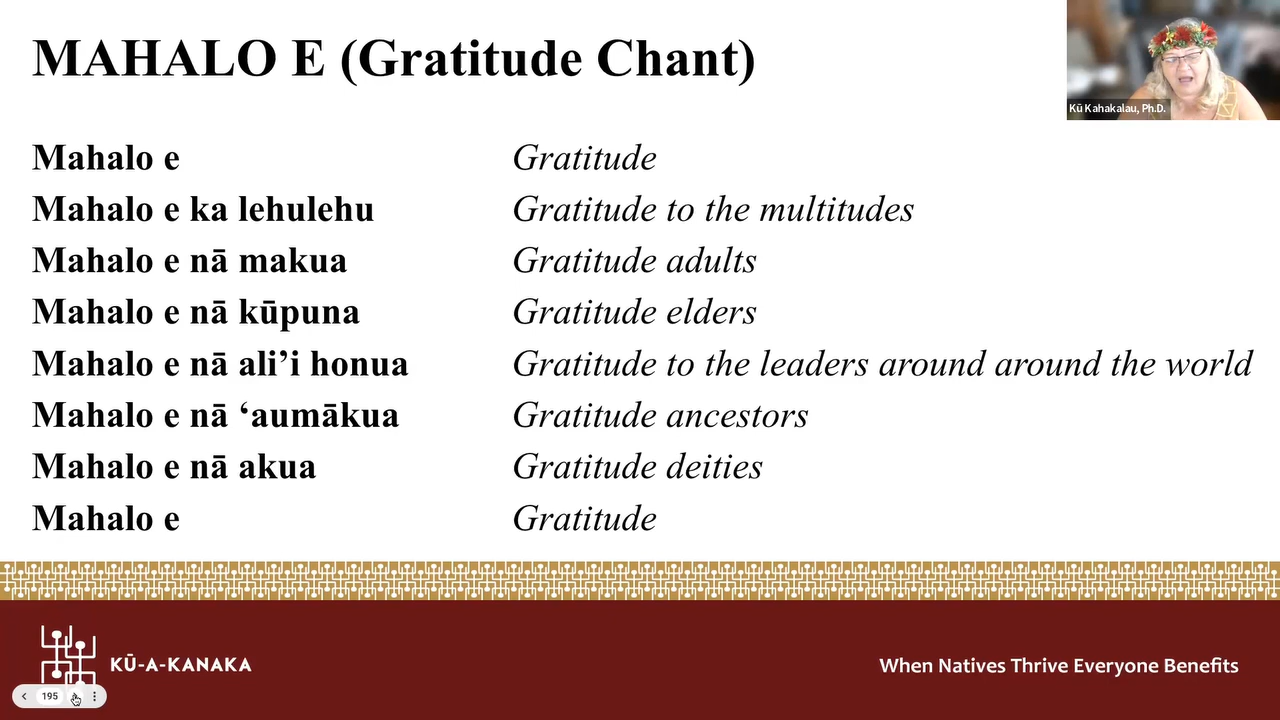 MAHALO E (Gratitude Chant)
Kū Kahakalau, Ph.D.
Mahalo e Gratitude
Mahalo e ka lehulehu Gratitude to the multitudes
Mahalo e nā makua Gratitude adults
Mahalo e nā kūpuna Gratitude elders
Mahalo e nā ali’i honua Gratitude to the leaders around around the world
Mahalo e nā ‘aumākua Gratitude ancestors
Mahalo e nā akua Gratitude deities
Mahalo e Gratitude
KŪ-A-KANAKA
When Natives Thrive Everyone Benefits
195